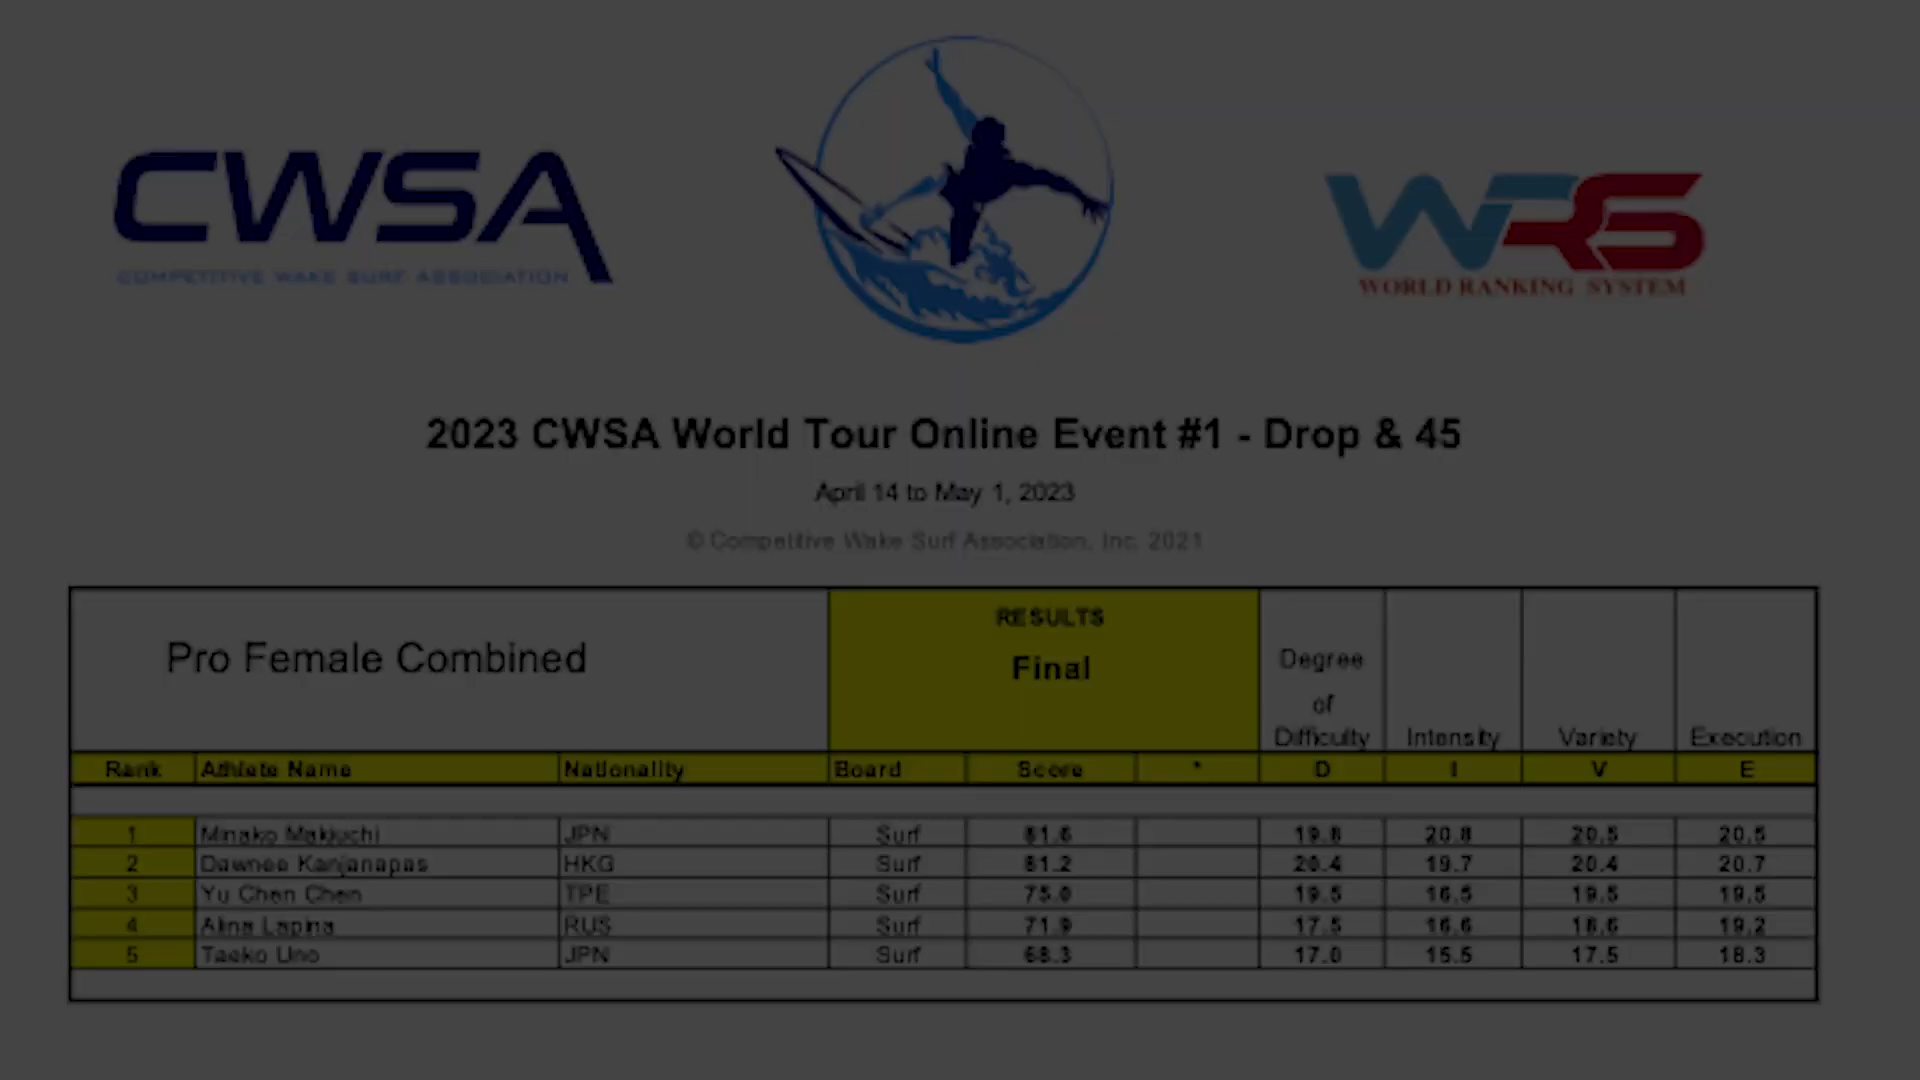 CWSA
COMPETITIVE WAKE SURF ASSOCIATION
WRS
WORLD RANKING SYSTEM
2023 CWSA World Tour Online Event #1 - Drop & 45
April 14 to May 1, 2023
© Competitive Wake Surf Association, Inc. 2021
Pro Female Combined
RESULTS
Final
Degree
of
Difficulty Intensity Variety Execution
Rank Athlete Name Nationality Board Score * D I V E
1 Minako Makiuchi JPN Surf 81.6 19.8 20.8 20.5 20.5
2 Dawnee Kanjanapas HKG Surf 81.2 20.4 19.7 20.4 20.7
3 Yu Chen Chen TPE Surf 75.0 19.5 16.5 19.5 19.5
4 Alina Lapina RUS Surf 71.9 17.5 16.6 18.6 19.2
5 Taeko Uno JPN Surf 68.3 17.0 15.5 17.5 18.3